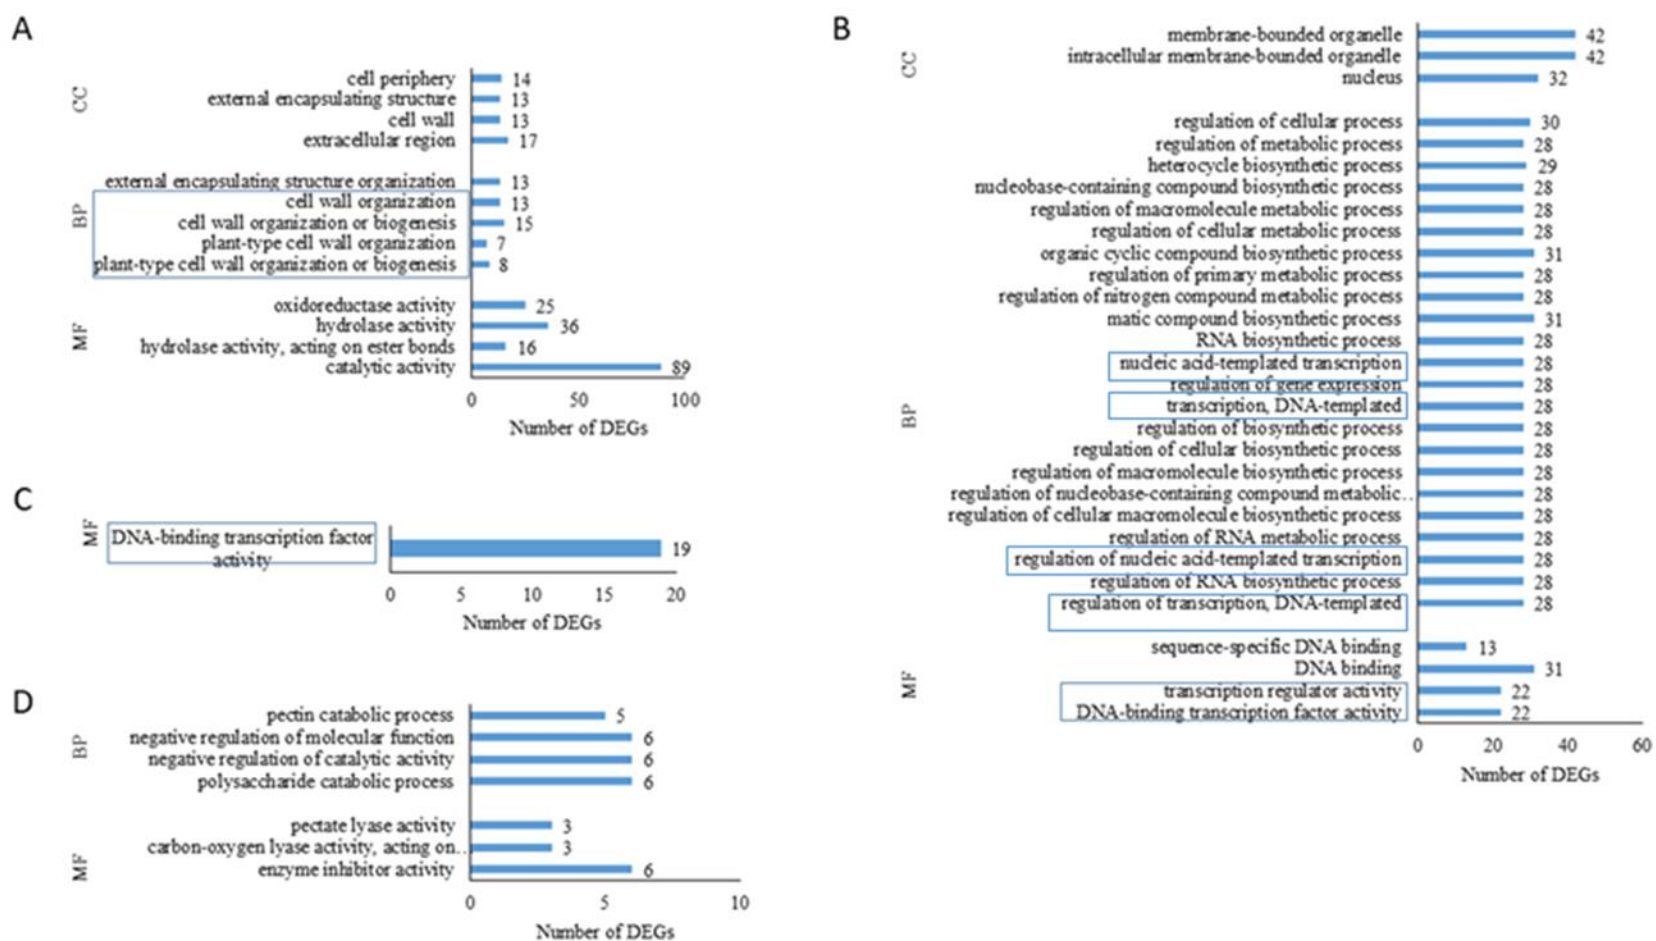 A
CC
cell periphery 14
external encapsulating structure 13
cell wall 13
extracellular region 17
BP
external encapsulating structure organization 13
cell wall organization 13
cell wall organization or biogenesis 15
plant-type cell wall organization 7
plant-type cell wall organization or biogenesis 8
MF
oxidoreductase activity 25
hydrolase activity 36
hydrolase activity, acting on ester bonds 16
catalytic activity 89
0 50 100
Number of DEGs
B
CC
membrane-bounded organelle 42
intracellular membrane-bounded organelle 42
nucleus 32
BP
regulation of cellular process 30
regulation of metabolic process 28
heterocycle biosynthetic process 29
nucleobase-containing compound biosynthetic process 28
regulation of macromolecule metabolic process 28
regulation of cellular metabolic process 28
organic cyclic compound biosynthetic process 31
regulation of primary metabolic process 28
regulation of nitrogen compound metabolic process 28
matic compound biosynthetic process 31
RNA biosynthetic process 28
nucleic acid-templated transcription 28
regulation of gene expression 28
transcription, DNA-templated 28
regulation of biosynthetic process 28
regulation of cellular biosynthetic process 28
regulation of macromolecule biosynthetic process 28
regulation of nucleobase-containing compound metabolic... 28
regulation of cellular macromolecule biosynthetic process 28
regulation of RNA metabolic process 28
regulation of nucleic acid-templated transcription 28
regulation of RNA biosynthetic process 28
regulation of transcription, DNA-templated 28
MF
sequence-specific DNA binding 13
DNA binding 31
transcription regulator activity 22
DNA-binding transcription factor activity 22
0 20 40 60
Number of DEGs
C
MF
DNA-binding transcription factor
activity
19
0 5 10 15 20
Number of DEGs
D
BP
pectin catabolic process 5
negative regulation of molecular function 6
negative regulation of catalytic activity 6
polysaccharide catabolic process 6
MF
pectate lyase activity 3
carbon-oxygen lyase activity, acting on... 3
enzyme inhibitor activity 6
0 5 10
Number of DEGs